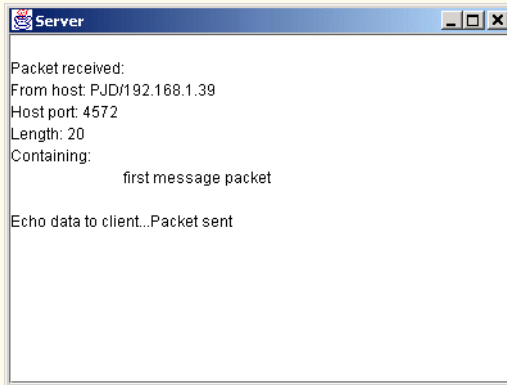 Server
Packet received:
From host: PJD/192.168.1.39
Host port: 4572
Length: 20
Containing:
first message packet
Echo data to client...Packet sent